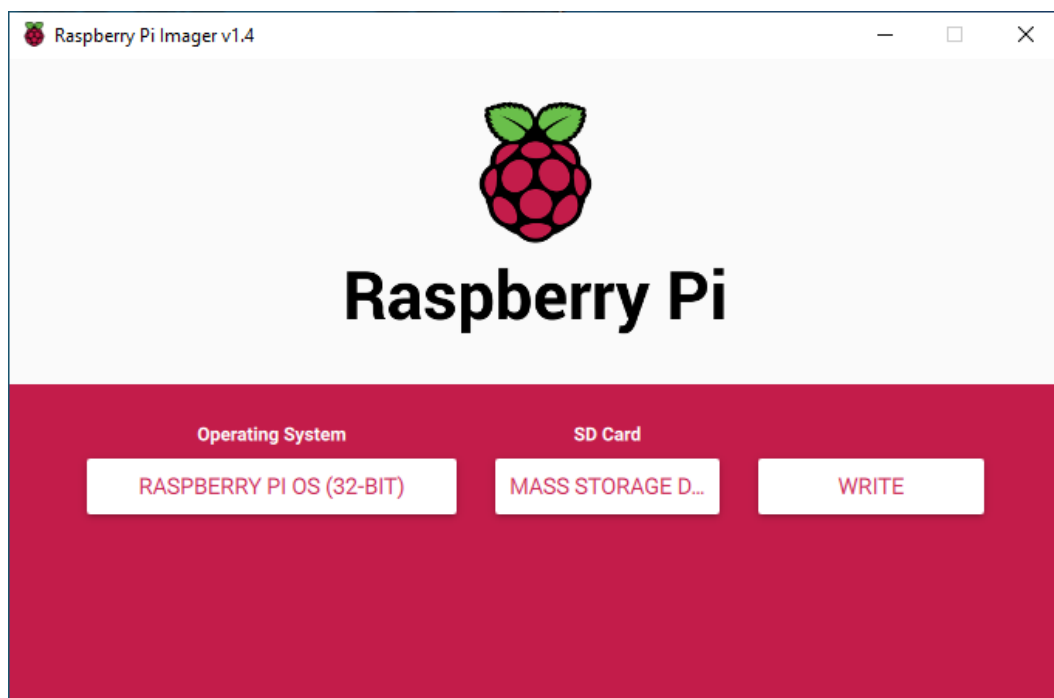 Raspberry Pi Imager v1.4
Raspberry Pi
Operating System
SD Card
RASPBERRY PI OS (32-BIT)
MASS STORAGE D...
WRITE